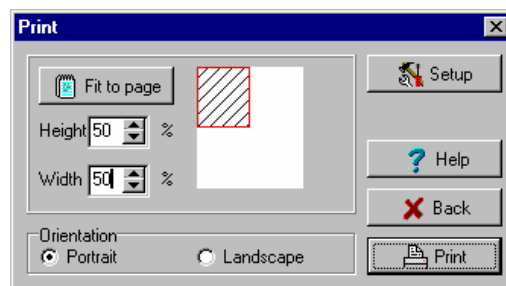 Print
Fit to page
Height 50 %
Width 50 %
Orientation
Portrait
Landscape
Setup
Help
Back
Print